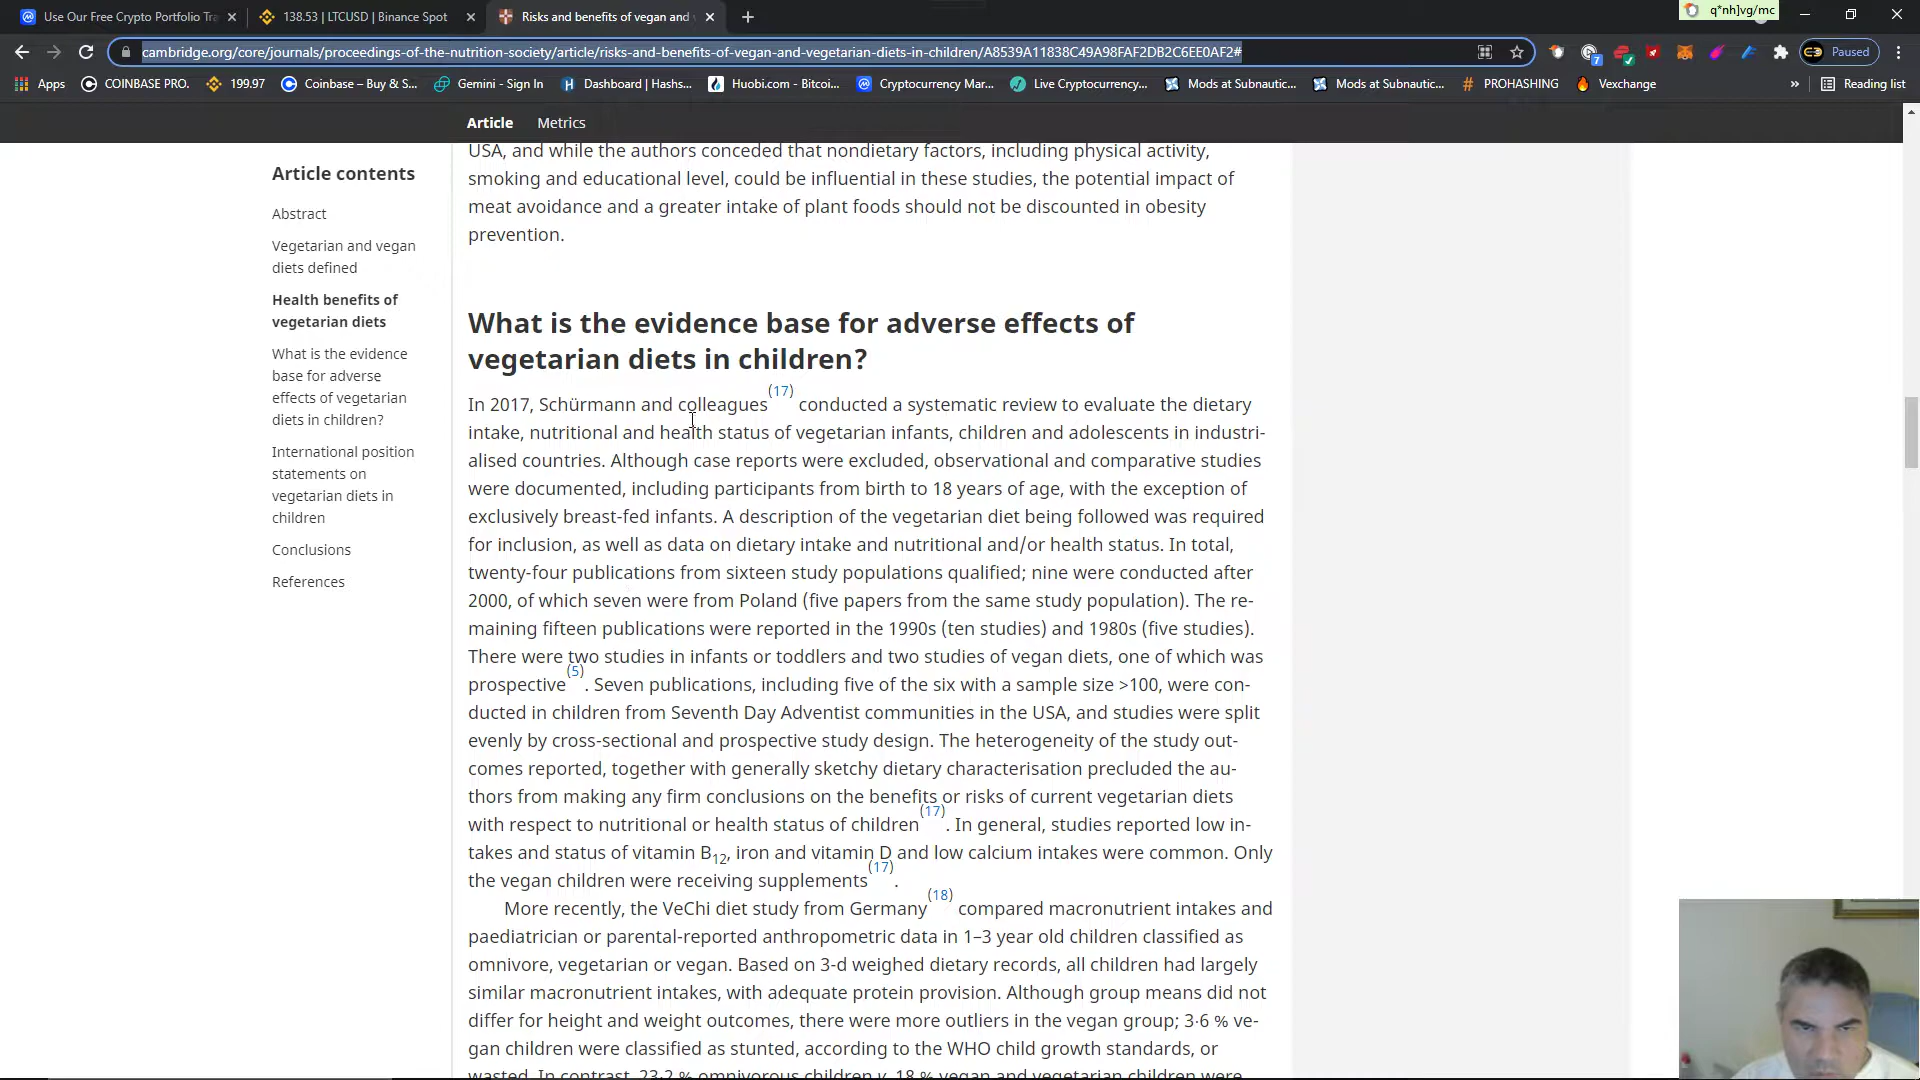 Use Our Free Crypto Portfolio Tra
138.53 | LTCUSD | Binance Spot
Risks and benefits of vegan and
q*nh]vg/mc
cambridge.org/core/journals/proceedings-of-the-nutrition-society/article/risks-and-benefits-of-vegan-and-vegetarian-diets-in-children/A8539A11838C49A98FAF2DB2C6EE0AF2#
7
Paused
Apps
COINBASE PRO.
199.97
Coinbase – Buy & S...
Gemini - Sign In
Dashboard | Hashs...
Huobi.com - Bitcoi...
Cryptocurrency Mar...
Live Cryptocurrency...
Mods at Subnautic...
Mods at Subnautic...
PROHASHING
Vexchange
»
Reading list
Article
Metrics
Article contents
Abstract
Vegetarian and vegan
diets defined
Health benefits of
vegetarian diets
What is the evidence
base for adverse
effects of vegetarian
diets in children?
International position
statements on
vegetarian diets in
children
Conclusions
References
USA, and while the authors conceded that nondietary factors, including physical activity,
smoking and educational level, could be influential in these studies, the potential impact of
meat avoidance and a greater intake of plant foods should not be discounted in obesity
prevention.
What is the evidence base for adverse effects of
vegetarian diets in children?
In 2017, Schürmann and colleagues(17) conducted a systematic review to evaluate the dietary
intake, nutritional and health status of vegetarian infants, children and adolescents in industri-
alised countries. Although case reports were excluded, observational and comparative studies
were documented, including participants from birth to 18 years of age, with the exception of
exclusively breast-fed infants. A description of the vegetarian diet being followed was required
for inclusion, as well as data on dietary intake and nutritional and/or health status. In total,
twenty-four publications from sixteen study populations qualified; nine were conducted after
2000, of which seven were from Poland (five papers from the same study population). The re-
maining fifteen publications were reported in the 1990s (ten studies) and 1980s (five studies).
There were two studies in infants or toddlers and two studies of vegan diets, one of which was
prospective(5). Seven publications, including five of the six with a sample size >100, were con-
ducted in children from Seventh Day Adventist communities in the USA, and studies were split
evenly by cross-sectional and prospective study design. The heterogeneity of the study out-
comes reported, together with generally sketchy dietary characterisation precluded the au-
thors from making any firm conclusions on the benefits or risks of current vegetarian diets
with respect to nutritional or health status of children(17). In general, studies reported low in-
takes and status of vitamin B12, iron and vitamin D and low calcium intakes were common. Only
the vegan children were receiving supplements(17).
More recently, the VeChi diet study from Germany(18) compared macronutrient intakes and
paediatrician or parental-reported anthropometric data in 1–3 year old children classified as
omnivore, vegetarian or vegan. Based on 3-d weighed dietary records, all children had largely
similar macronutrient intakes, with adequate protein provision. Although group means did not
differ for height and weight outcomes, there were more outliers in the vegan group; 3·6 % ve-
gan children were classified as stunted, according to the WHO child growth standards, or
wasted. In contrast, 23·2 % omnivorous children v. 18 % vegan and vegetarian children were